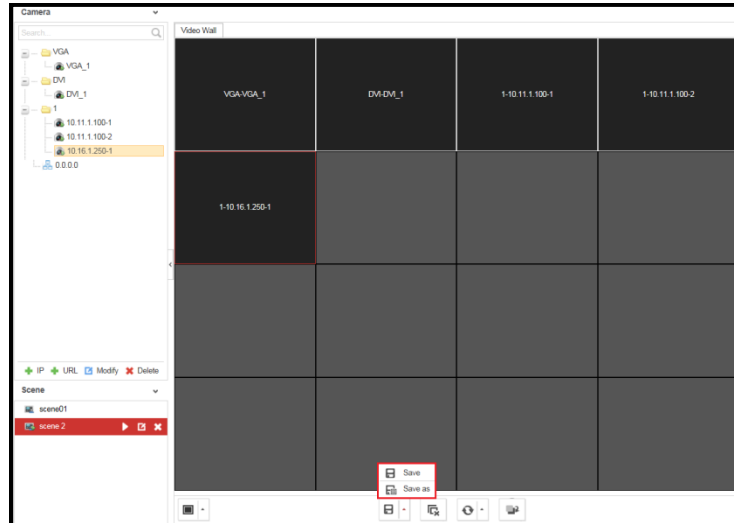 Camera
Search...
VGA
VGA_1
DVI
DVI_1
1
10.11.1.100-1
10.11.1.100-2
10.16.1.250-1
0.0.0.0
IP URL Modify Delete
Scene
scene01
scene 2
Video Wall
VGA-VGA_1 DVI-DVI_1 1-10.11.1.100-1 1-10.11.1.100-2
1-10.16.1.250-1
Save
Save as